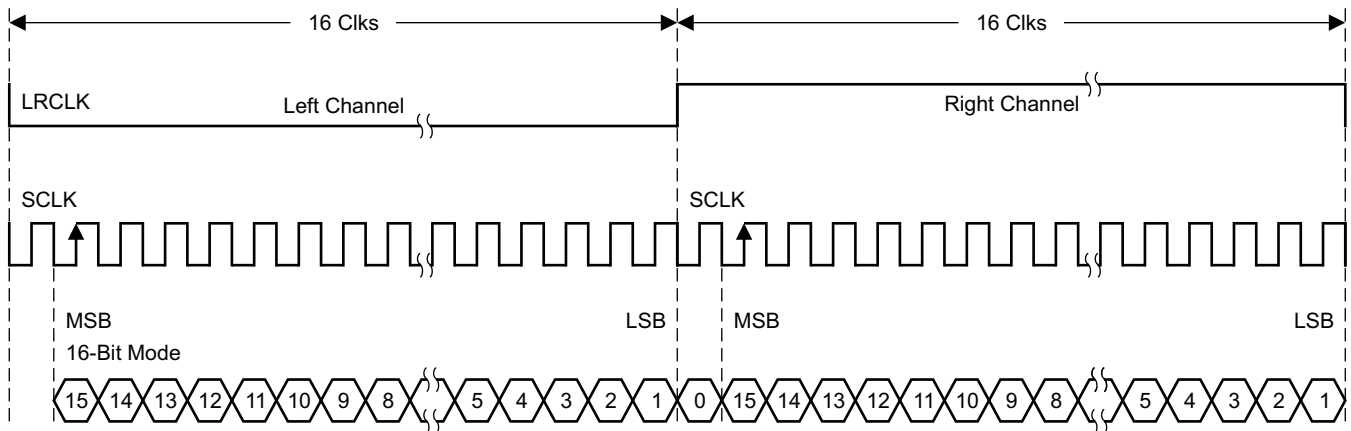 16 Clks 16 Clks
LRCLK Left Channel Right Channel
SCLK SCLK
MSB LSB MSB LSB
16-Bit Mode
15 14 13 12 11 10 9 8 5 4 3 2 1 0 15 14 13 12 11 10 9 8 5 4 3 2 1